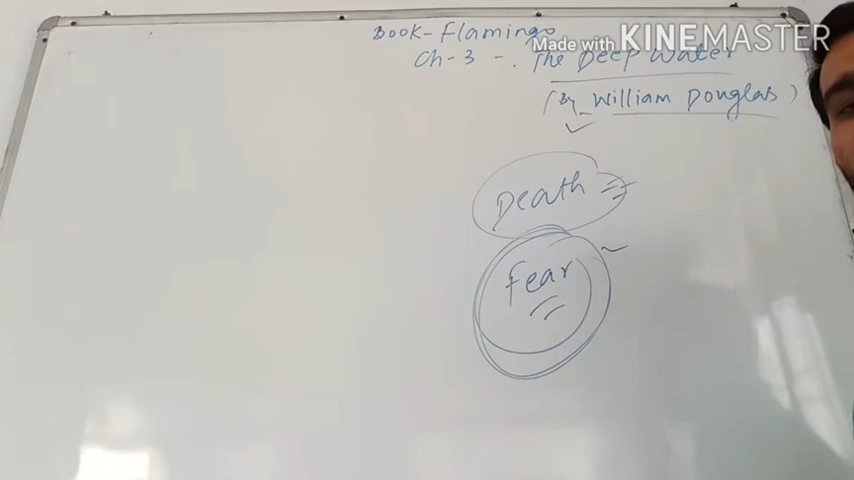 Book - Flamingo
Made with KINEMASTER
Ch-3 - . The Deep Water
(By William Douglas)
Death
fear